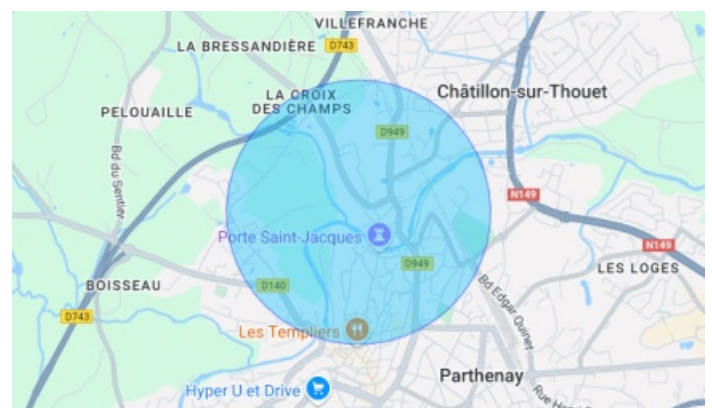 VILLEFRANCHE
LA BRESSANDIÈRE
D743
LA CROIX
DES CHAMPS
Châtillon-sur-Thouet
PELOUAILLE
D949
Bd du Sentier
N149
Porte Saint-Jacques
N149
D949
LES LOGES
BOISSEAU
D140
Bd Edgar Quinet
D743
Les Templiers
Parthenay
Hyper U et Drive
Rue